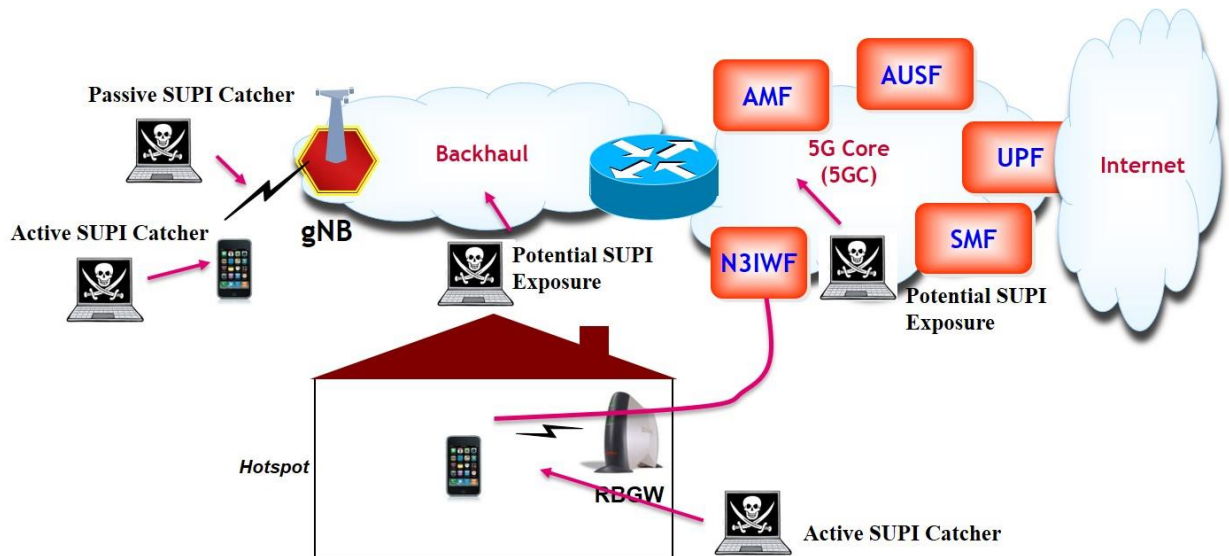 Passive SUPI Catcher
AMF
AUSF
Backhaul
5G Core
(5GC)
UPF
Internet
Active SUPI Catcher
gNB
Potential SUPI
Exposure
N3IWF
SMF
Potential SUPI
Exposure
Hotspot
RBGW
Active SUPI Catcher